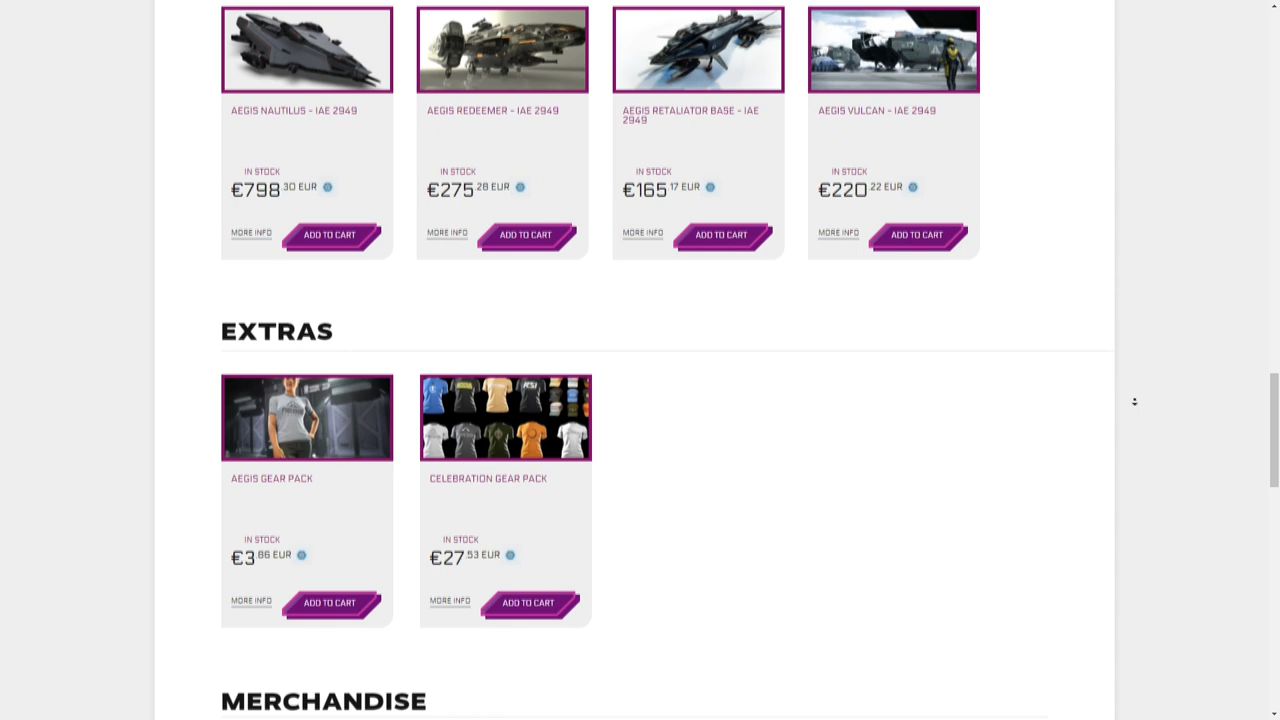 AEGIS NAUTILUS - IAE 2949
AEGIS REDEEMER - IAE 2949
AEGIS RETALIATOR BASE - IAE
2949
AEGIS VULCAN - IAE 2949
IN STOCK
IN STOCK
IN STOCK
IN STOCK
€798.30 EUR
€275.28 EUR
€165.17 EUR
€220.22 EUR
MORE INFO
ADD TO CART
MORE INFO
ADD TO CART
MORE INFO
ADD TO CART
MORE INFO
ADD TO CART
EXTRAS
AEGIS GEAR PACK
CELEBRATION GEAR PACK
IN STOCK
IN STOCK
€3.86 EUR
€27.53 EUR
MORE INFO
ADD TO CART
MORE INFO
ADD TO CART
MERCHANDISE